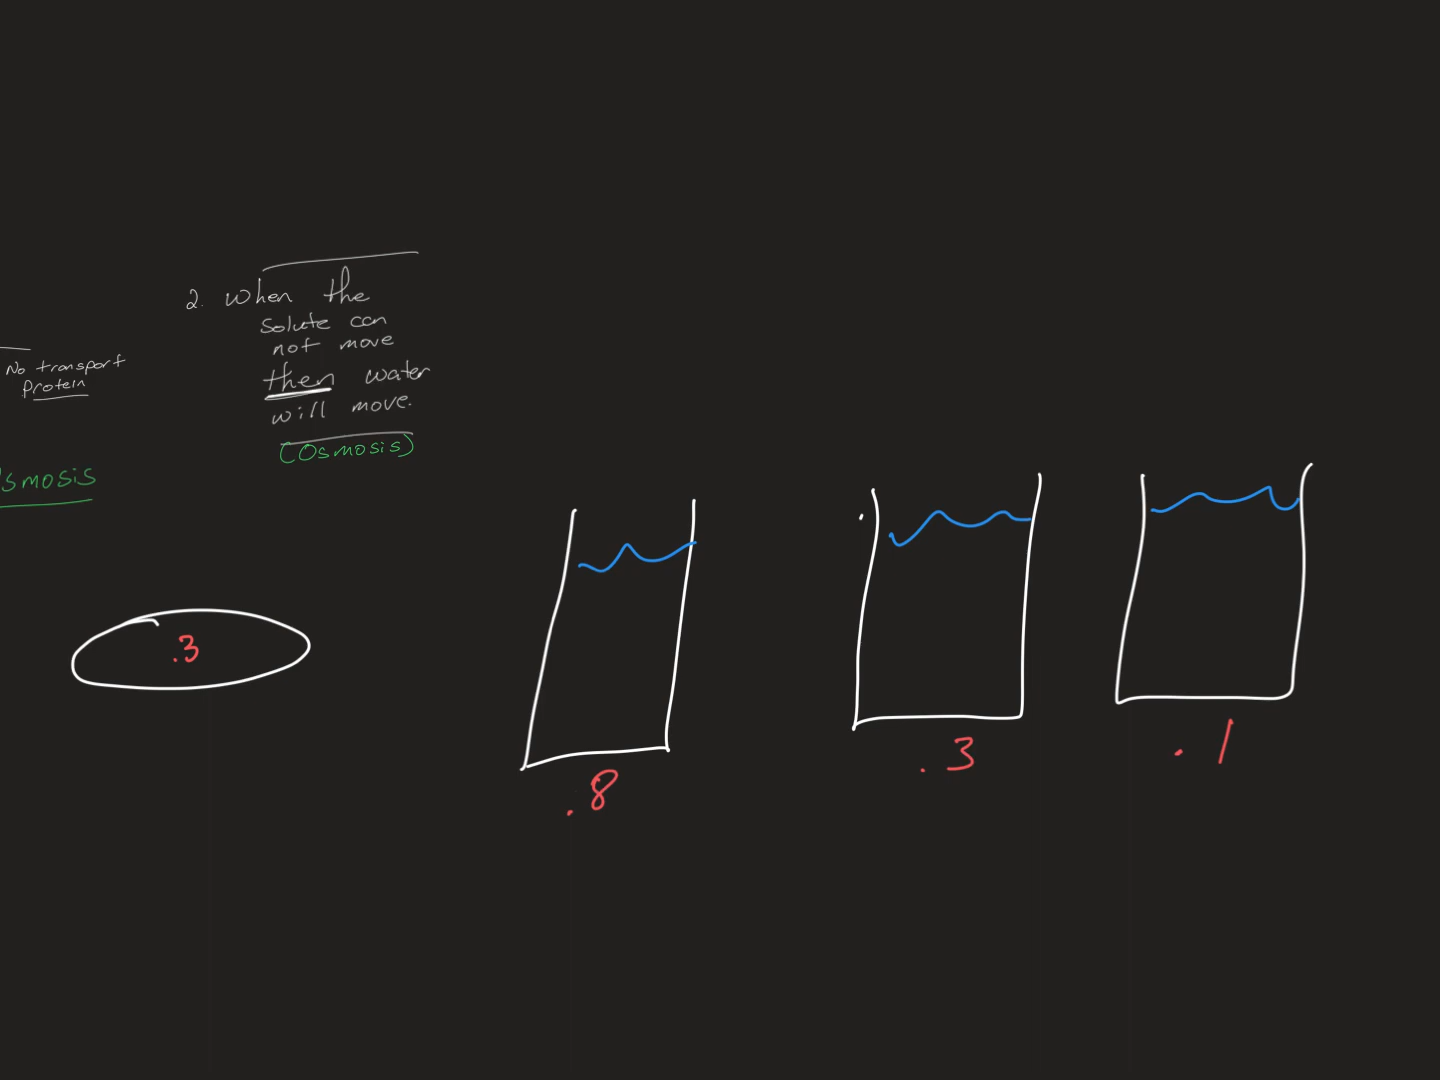 2. When the
solute can
not move
then water
will move.
(Osmosis)
No transport
Protein
smosis
.3
.8
.3
.1